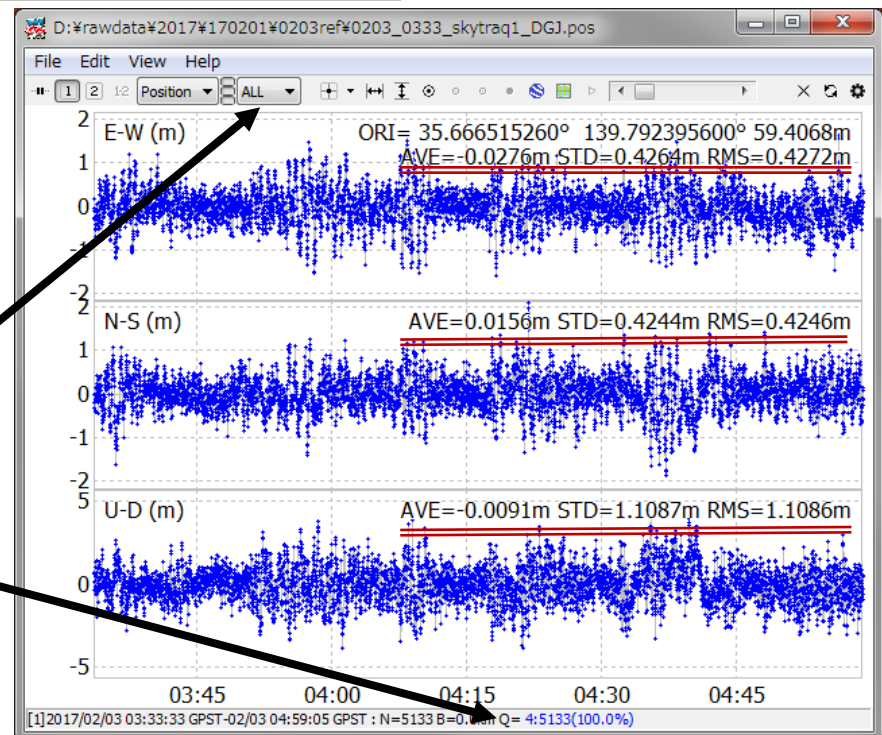 D:¥rawdata¥2017¥170201¥0203ref¥0203_0333_skytraq1_DGJ.pos
File Edit View Help
1 2 1-2 Position ALL
2 E-W (m) ORI= 35.666515260° 139.792395600° 59.4068m
1 AVE=-0.0276m STD=0.4264m RMS=0.4272m
0
-1
-2
2 N-S (m) AVE=0.0156m STD=0.4244m RMS=0.4246m
1
0
-1
-2
5 U-D (m) AVE=-0.0091m STD=1.1087m RMS=1.1086m
0
-5
03:45 04:00 04:15 04:30 04:45
[1]2017/02/03 03:33:33 GPST-02/03 04:59:05 GPST : N=5133 Q= 4:5133(100.0%)